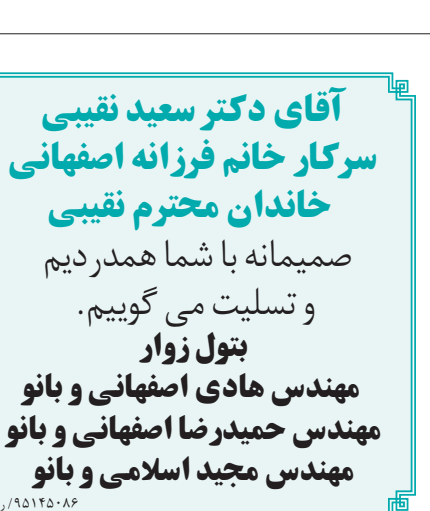 آقای دکتر سعید نقیبی
سرکار خانم فرزانه اصفهانی
خاندان محترم نقیبی
صمیمانه با شما همدردیم
و تسلیت می گوییم.
بتول زوار
مهندس هادی اصفهانی و بانو
مهندس حمیدرضا اصفهانی و بانو
مهندس مجید اسلامی و بانو
۹۵۱۴۵۰۸۶/ر